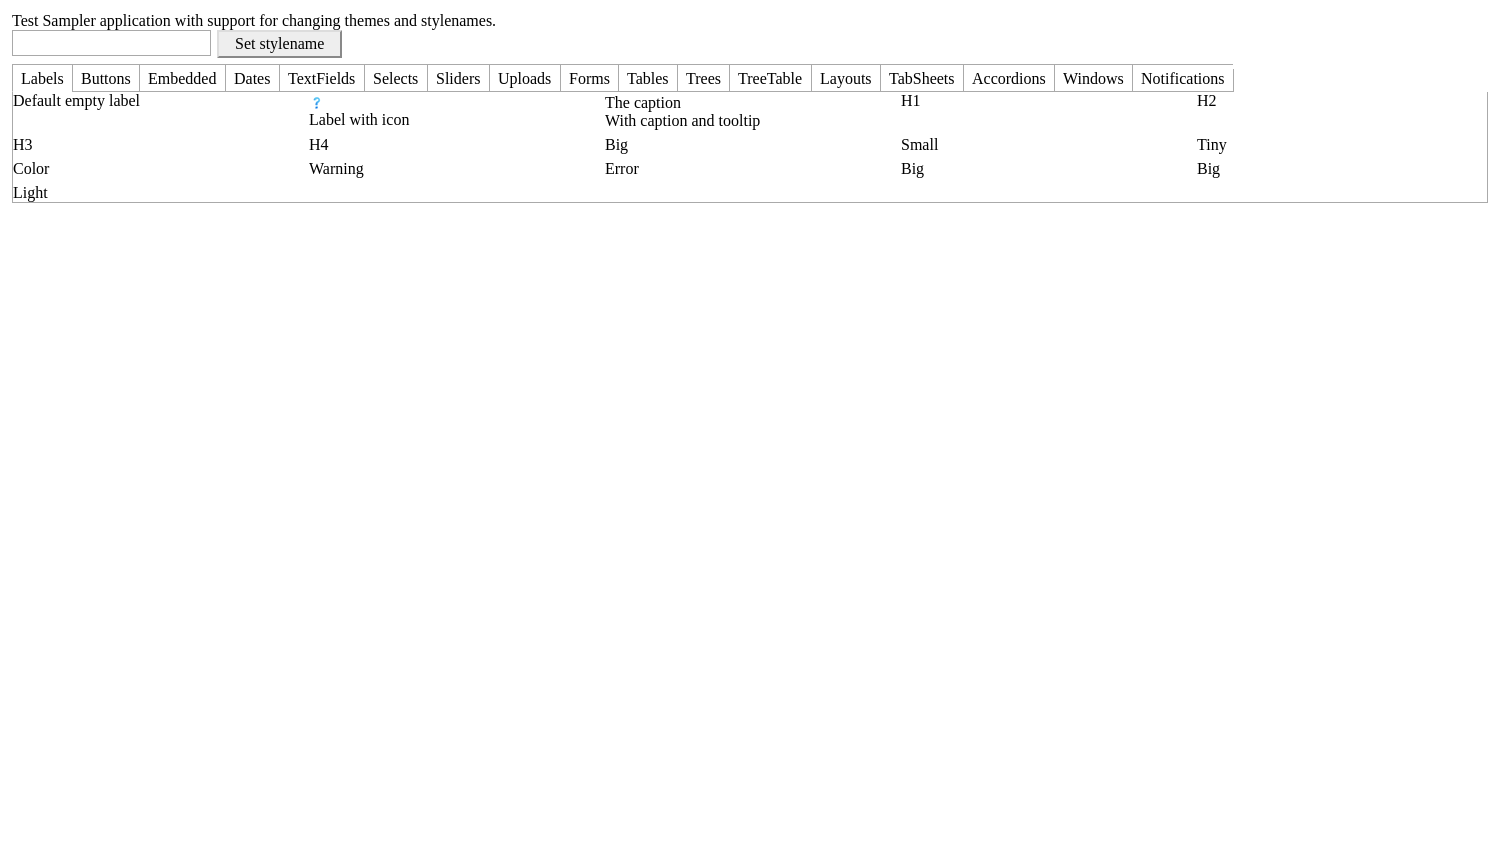 Test Sampler application with support for changing themes and stylenames.
Set stylename
Labels Buttons Embedded Dates TextFields Selects Sliders Uploads Forms Tables Trees TreeTable Layouts TabSheets Accordions Windows Notifications
Default empty label ? The caption H1 H2
Label with icon With caption and tooltip
H3 H4 Big Small Tiny
Color Warning Error Big Big
Light